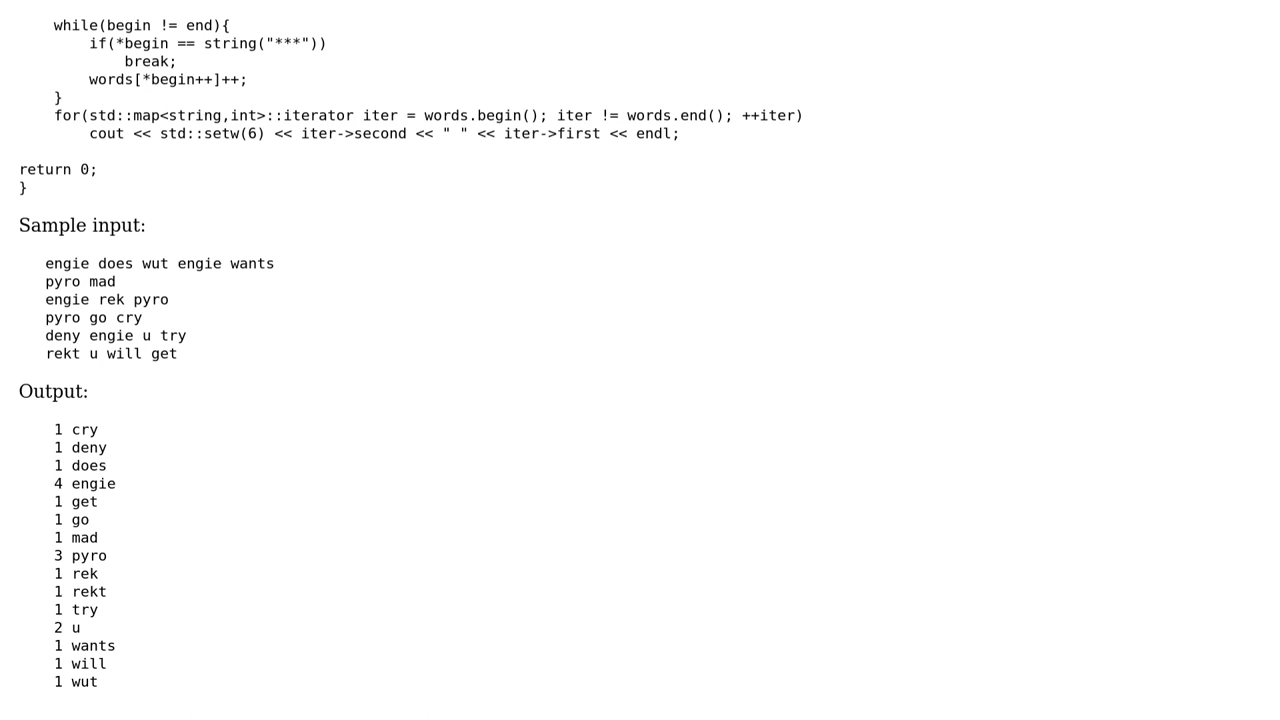 while(begin != end){
if(*begin == string("***"))
break;
words[*begin++]++;
}
for(std::map<string,int>::iterator iter = words.begin(); iter != words.end(); ++iter)
cout << std::setw(6) << iter->second << " " << iter->first << endl;
return 0;
}
Sample input:
engie does wut engie wants
pyro mad
engie rek pyro
pyro go cry
deny engie u try
rekt u will get
Output:
1 cry
1 deny
1 does
4 engie
1 get
1 go
1 mad
3 pyro
1 rek
1 rekt
1 try
2 u
1 wants
1 will
1 wut